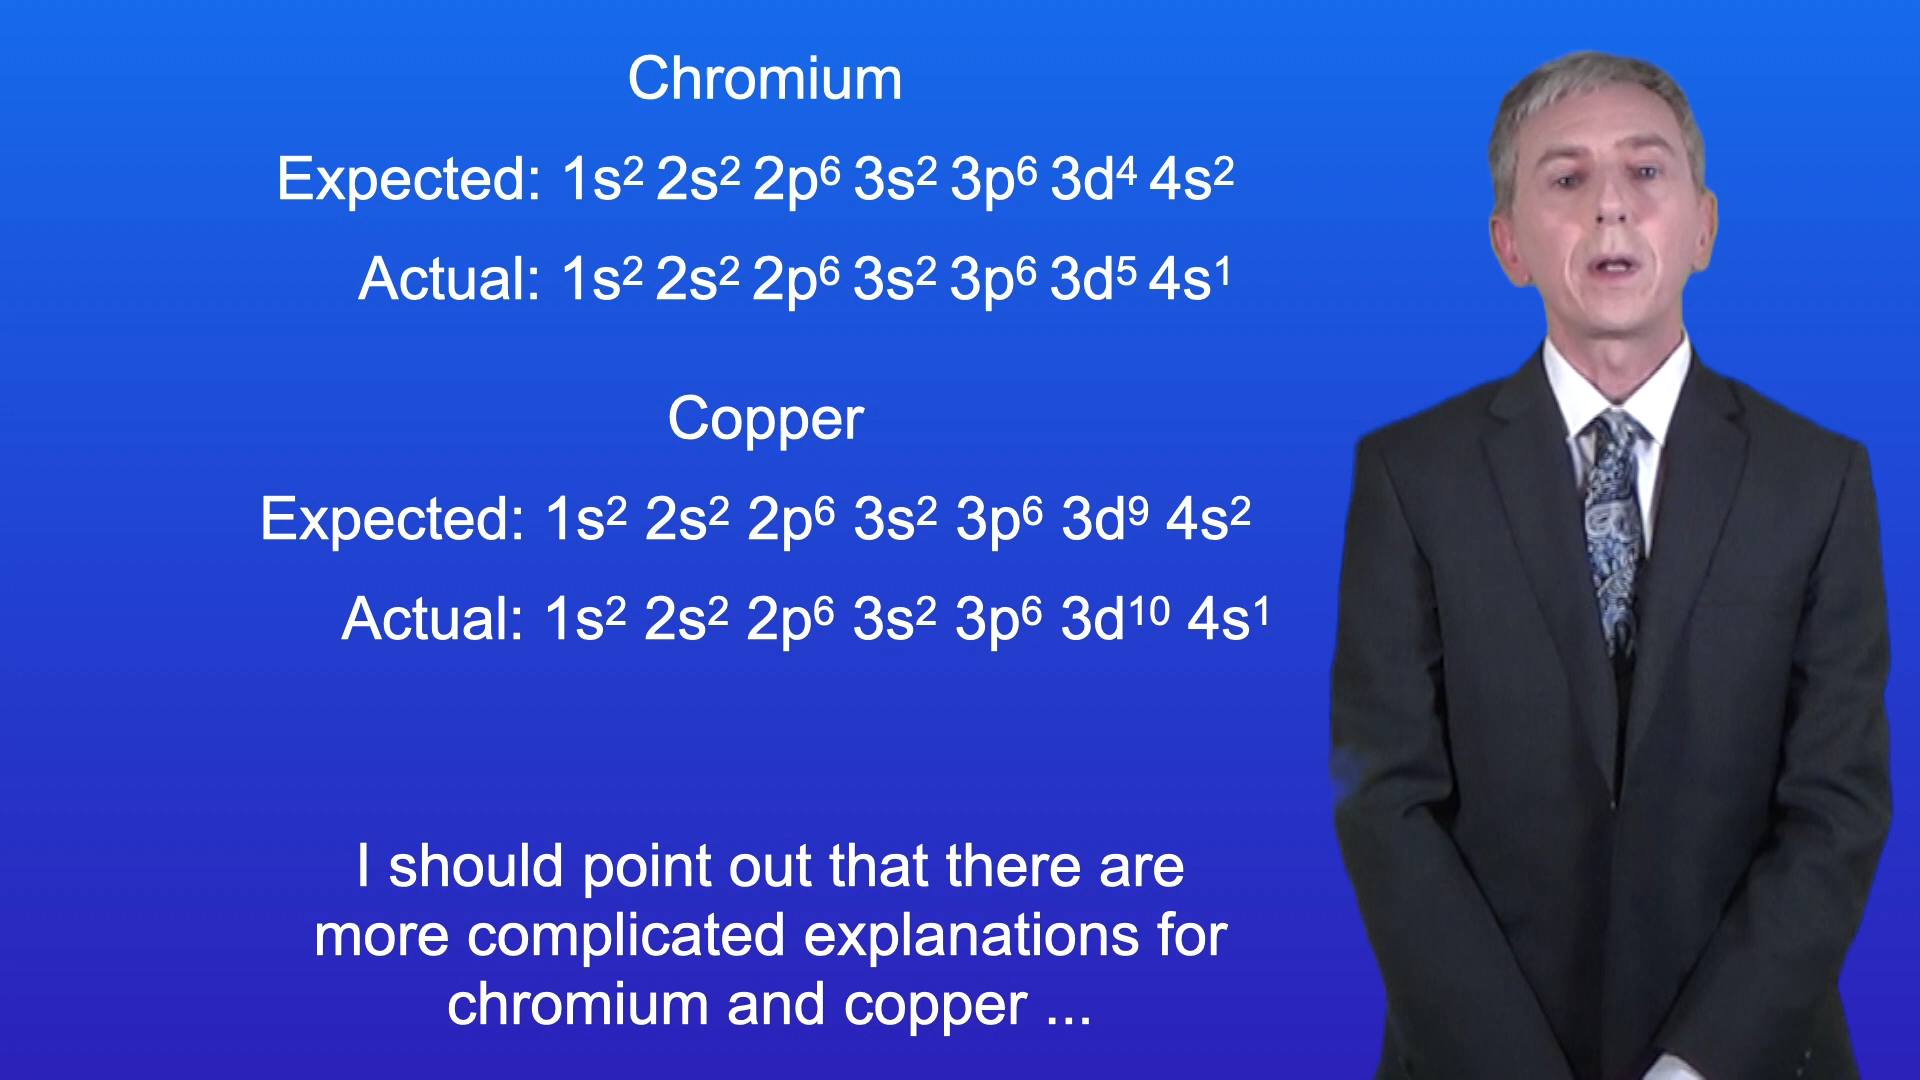 Chromium
Expected: 1s² 2s² 2p⁶ 3s² 3p⁶ 3d⁴ 4s²
Actual: 1s² 2s² 2p⁶ 3s² 3p⁶ 3d⁵ 4s¹
Copper
Expected: 1s² 2s² 2p⁶ 3s² 3p⁶ 3d⁹ 4s²
Actual: 1s² 2s² 2p⁶ 3s² 3p⁶ 3d¹⁰ 4s¹
I should point out that there are
more complicated explanations for
chromium and copper ...